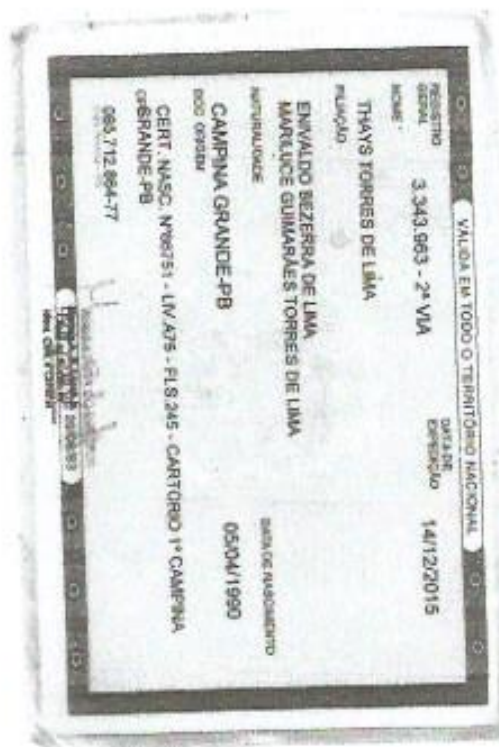 VÁLIDA EM TODO O TERRITÓRIO NACIONAL
REGISTRO GERAL 3.343.963 - 2ª VIA DATA DE EXPEDIÇÃO 14/12/2015
NOME
THAYS TORRES DE LIMA
FILIAÇÃO
ENIVALDO BEZERRA DE LIMA
MARILUCE GUIMARÃES TORRES DE LIMA
NATURALIDADE DATA DE NASCIMENTO
CAMPINA GRANDE-PB 05/04/1990
DOC ORIGEM
CERT. NASC. Nº86751 - LIV.A75 - FLS.245 - CARTÓRIO 1º CAMPINA
GRANDE-PB
085.712.864-77